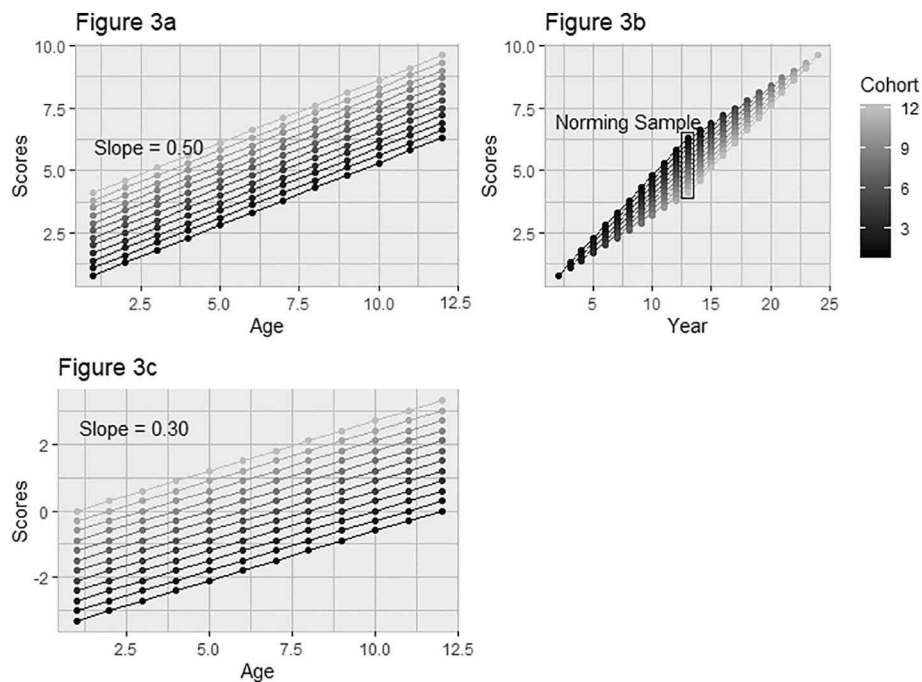 Figure 3a
10.0
7.5
5.0
2.5
Scores
Slope = 0.50
2.5
5.0
7.5
10.0
12.5
Age
Figure 3b
10.0
7.5
5.0
2.5
Scores
Norming Sample
5
10
15
20
25
Year
Cohort
12
9
6
3
Figure 3c
2
0
-2
Scores
Slope = 0.30
2.5
5.0
7.5
10.0
12.5
Age